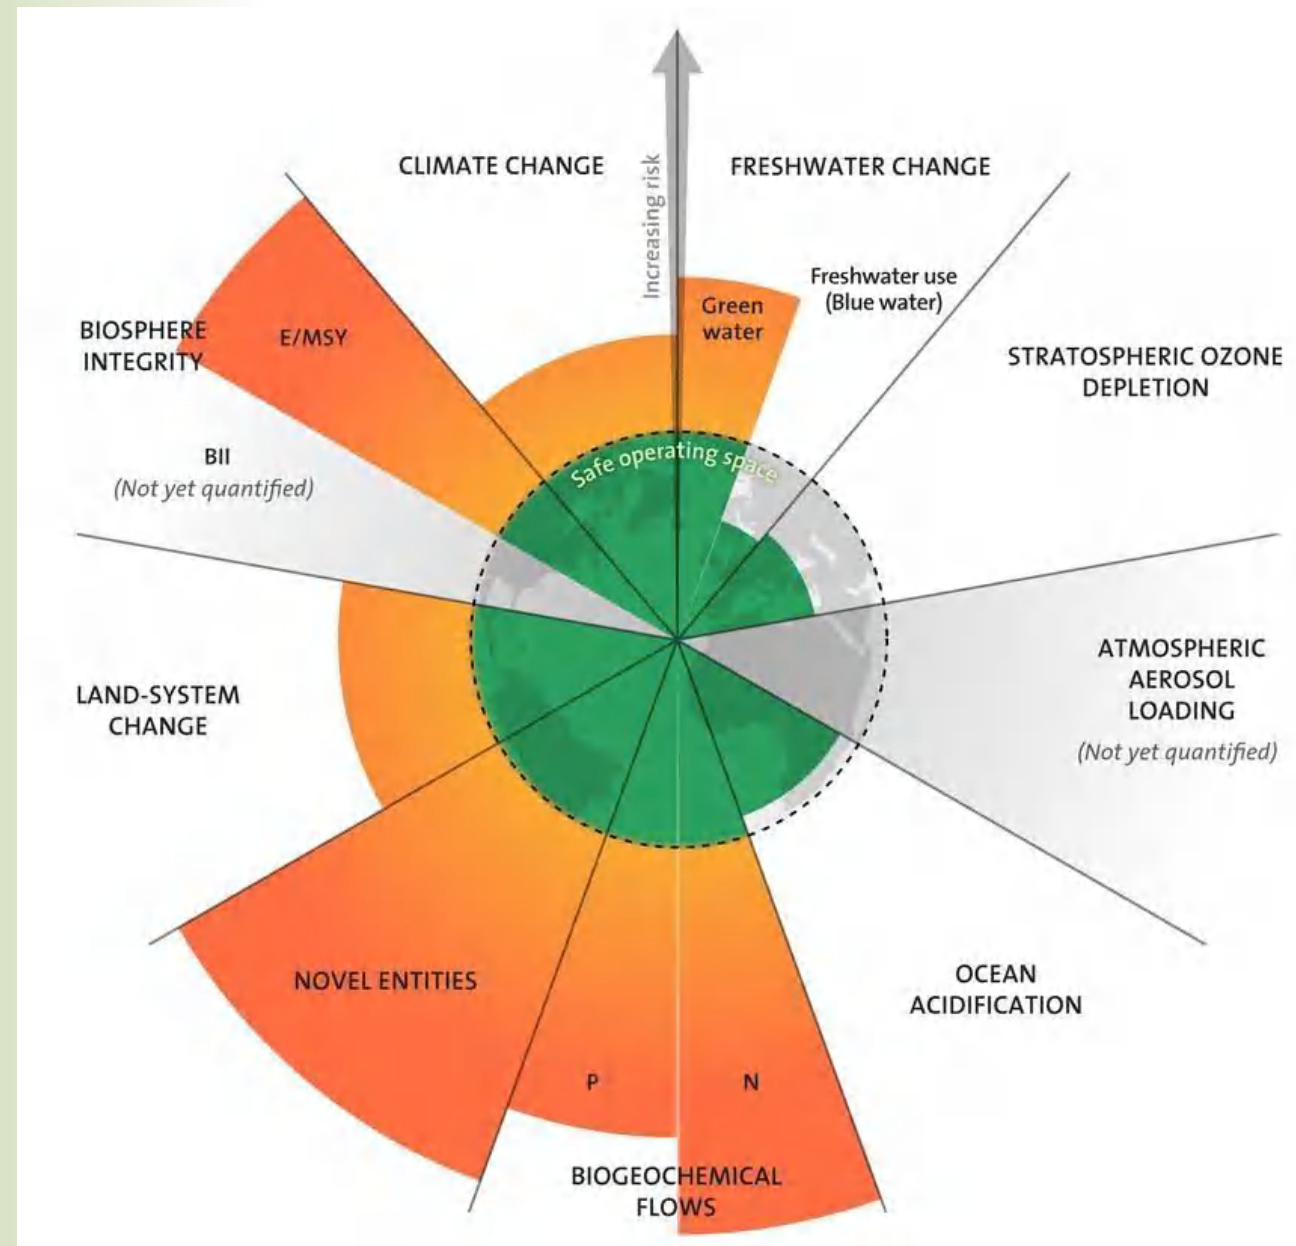 CLIMATE CHANGE
Increasing risk
FRESHWATER CHANGE
Freshwater use
(Blue water)
Green
water
STRATOSPHERIC OZONE
DEPLETION
BIOSPHERE
INTEGRITY
E/MSY
BII
(Not yet quantified)
Safe operating space
ATMOSPHERIC
AEROSOL
LOADING
(Not yet quantified)
LAND-SYSTEM
CHANGE
NOVEL ENTITIES
OCEAN
ACIDIFICATION
P
N
BIOGEOCHEMICAL
FLOWS